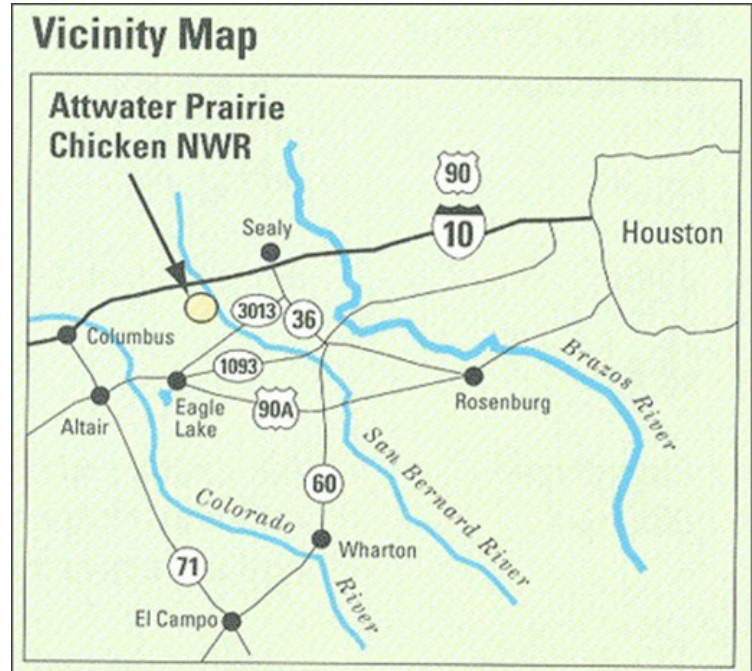 Vicinity Map
Attwater Prairie
Chicken NWR
90
10
Sealy
Houston
3013
36
Columbus
1093
Eagle
Lake
90A
Rosenburg
Brazos River
Altair
San Bernard River
60
Colorado
River
Wharton
71
El Campo